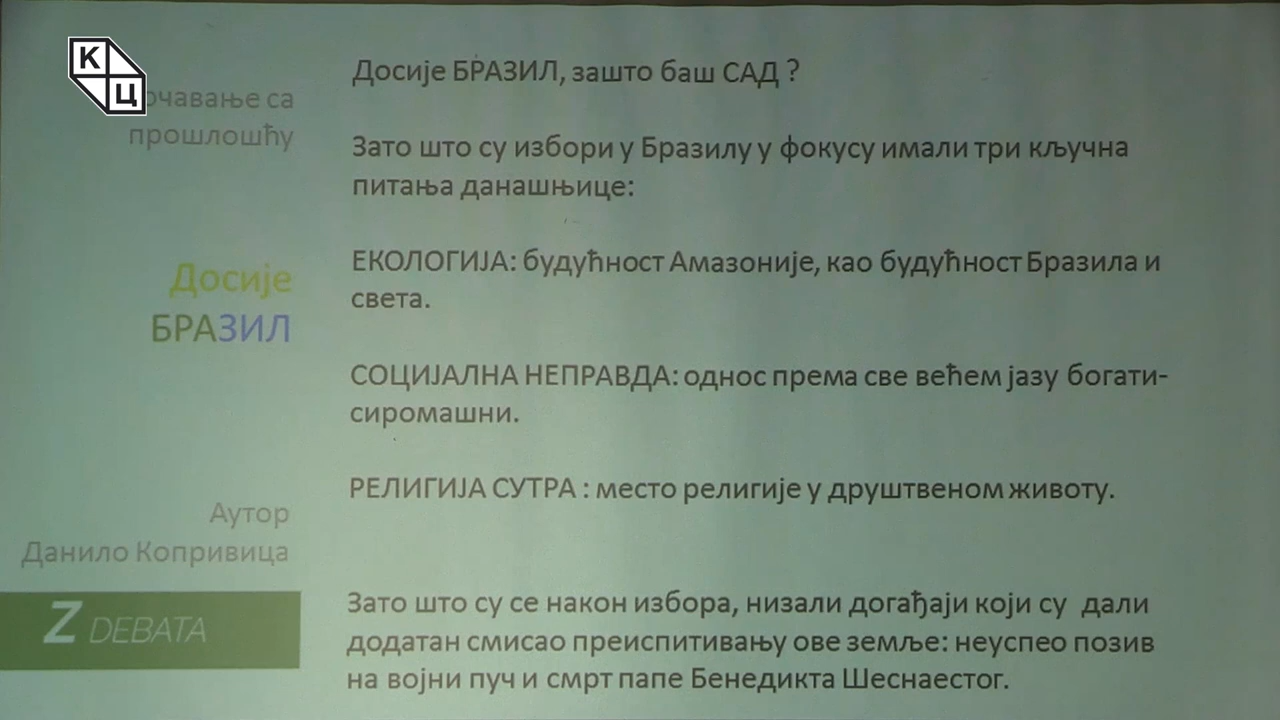 К
Ц
са
прошлошћу
Досије
БРАЗИЛ
Аутор
Данило Копривица
Z DEBATA
Досије БРАЗИЛ, зашто баш САД ?
Зато што су избори у Бразилу у фокусу имали три кључна
питања данашњице:
ЕКОЛОГИЈА: будућност Амазоније, као будућност Бразила и
света.
СОЦИЈАЛНА НЕПРАВДА: однос према све већем јазу богати-
сиромашни.
РЕЛИГИЈА СУТРА : место религије у друштвеном животу.
Зато што су се након избора, низали догађаји који су дали
додатан смисао преиспитивању ове земље: неуспео позив
на војни пуч и смрт папе Бенедикта Шеснаестог.